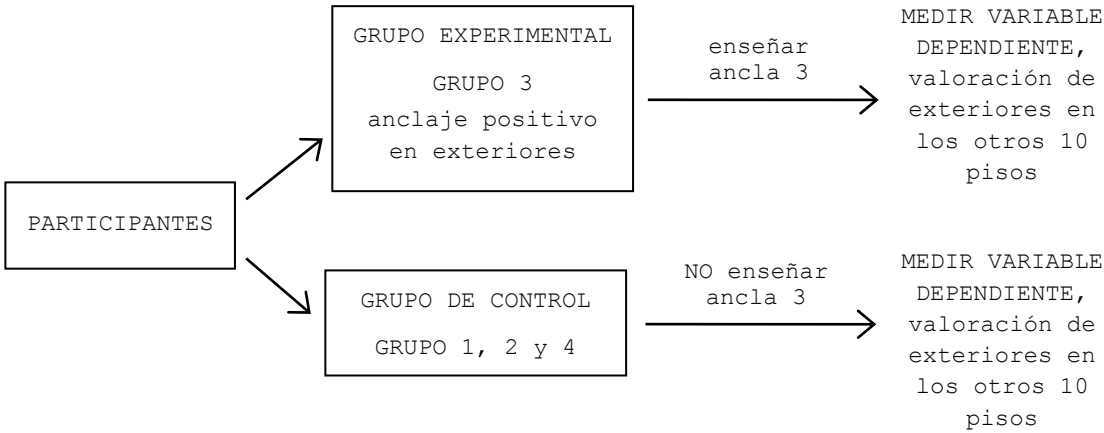 PARTICIPANTES
GRUPO EXPERIMENTAL
GRUPO 3
anclaje positivo
en exteriores
enseñar
ancla 3
MEDIR VARIABLE
DEPENDIENTE,
valoración de
exteriores en
los otros 10
pisos
GRUPO DE CONTROL
GRUPO 1, 2 y 4
NO enseñar
ancla 3
MEDIR VARIABLE
DEPENDIENTE,
valoración de
exteriores en
los otros 10
pisos